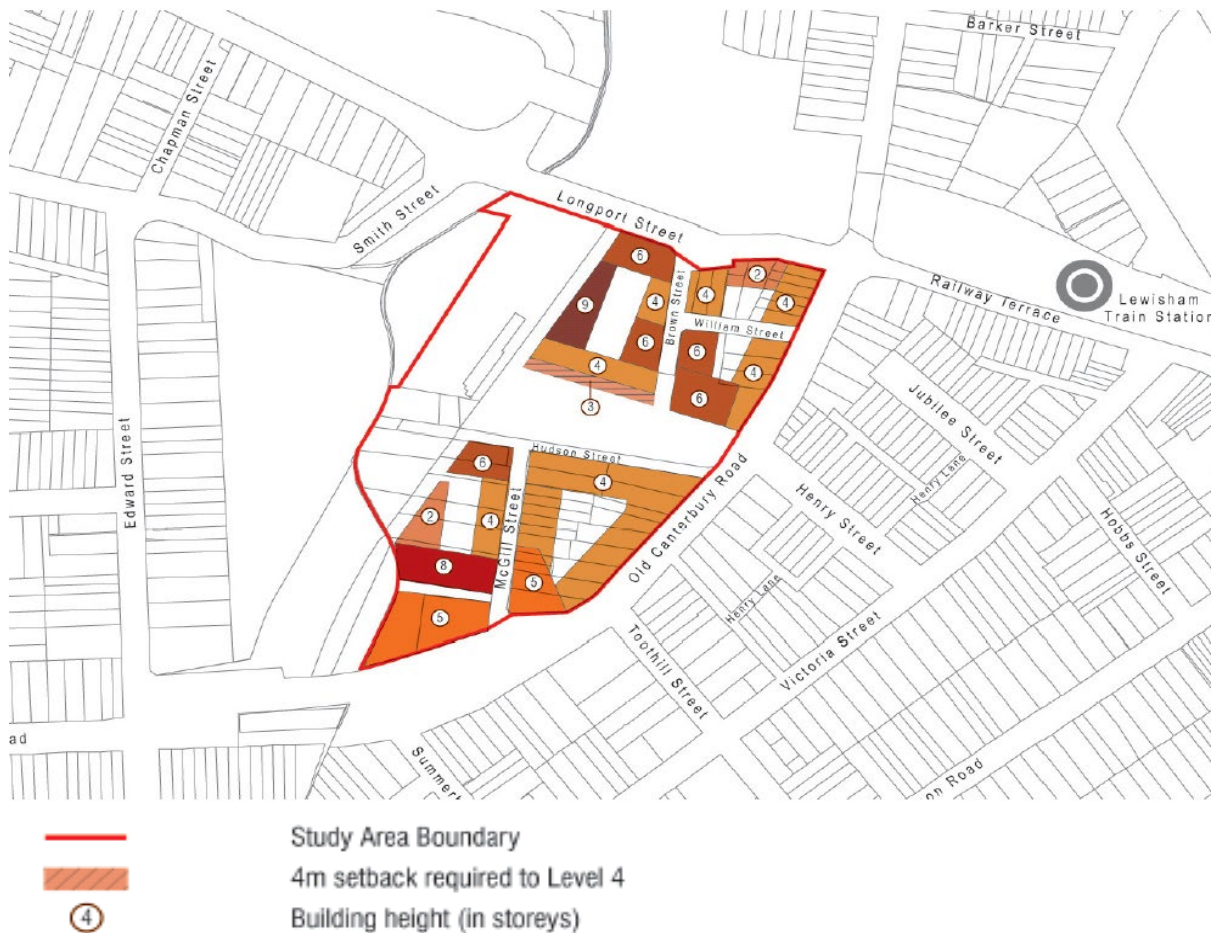 Barker Street
Chapman Street
Smith Street
Longport Street
Railway Terrace
Lewisham
Train Station
6
2
9
4
4
4
Brown Street
William Street
6
6
4
4
6
3
Jubilee Street
Edward Street
Hudson Street
6
4
Henry Lane
Old Canterbury Road
Henry Street
Hobbs Street
2
4
McGill Street
8
5
5
Henry Lane
Toothill Street
Victoria Street
ad
Summer
on Road
Study Area Boundary
4m setback required to Level 4
4 Building height (in storeys)